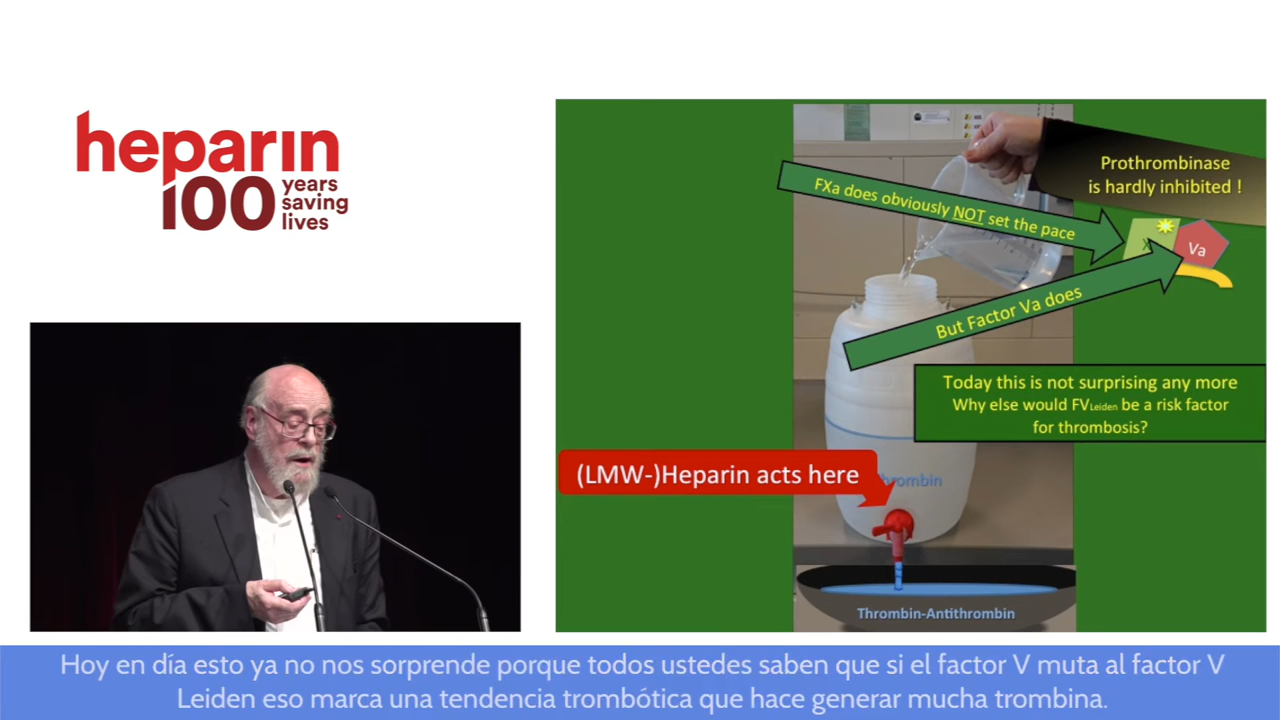 heparin
100 years
saving
lives
Prothrombinase
is hardly inhibited !
FXa does obviously NOT set the pace
Va
But Factor Va does
Today this is not surprising any more
Why else would FVLeiden be a risk factor
for thrombosis?
(LMW-)Heparin acts here
Thrombin-Antithrombin
Hoy en día esto ya no nos sorprende porque todos ustedes saben que si el factor V muta al factor V
Leiden eso marca una tendencia trombótica que hace generar mucha trombina.